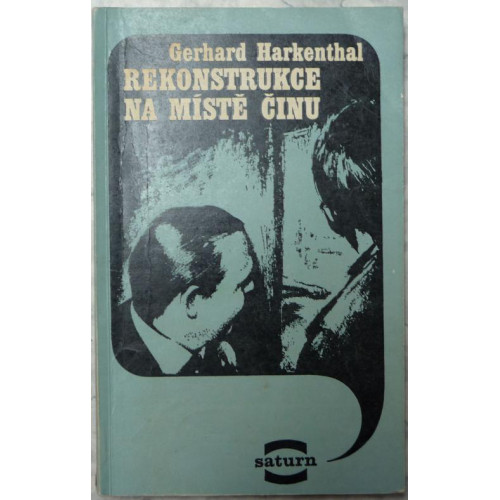 Gerhard Harkenthal
REKONSTRUKCE
NA MÍSTĚ ČINU
saturn